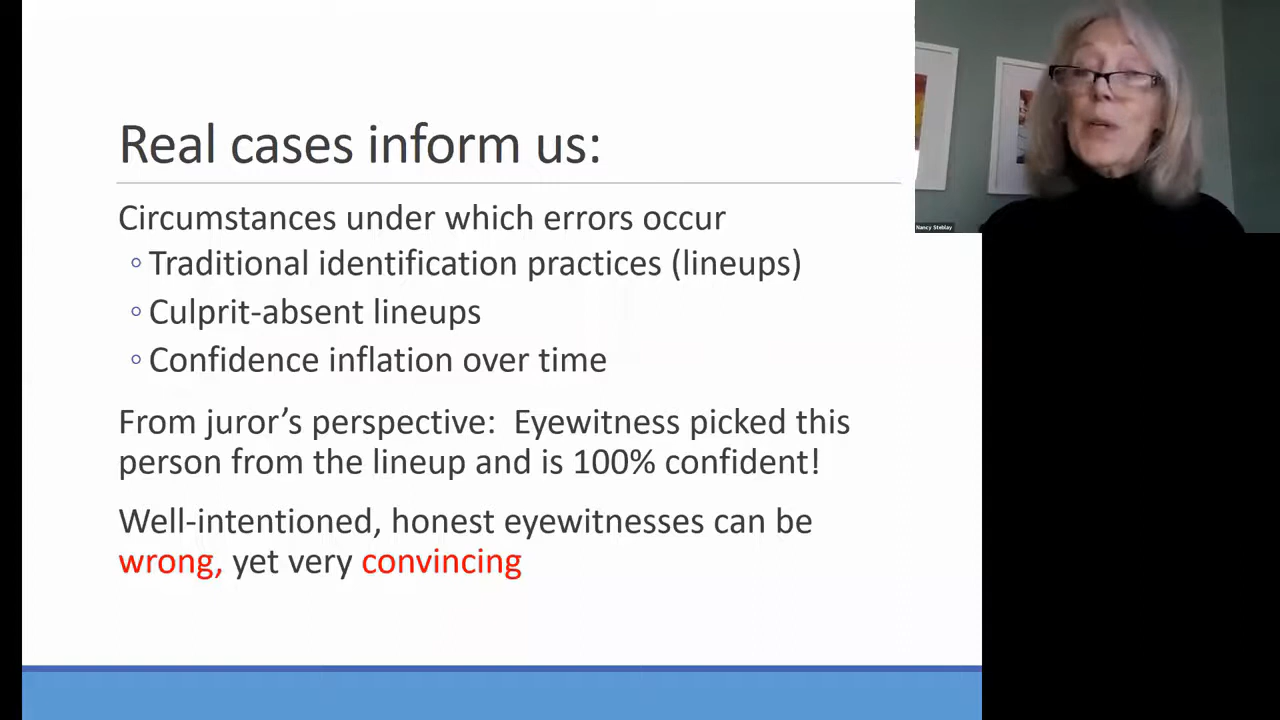 Real cases inform us:
Circumstances under which errors occur
◦Traditional identification practices (lineups)
◦Culprit-absent lineups
◦Confidence inflation over time
From juror’s perspective:  Eyewitness picked this
person from the lineup and is 100% confident!
Well-intentioned, honest eyewitnesses can be
wrong, yet very convincing
Nancy Steblay